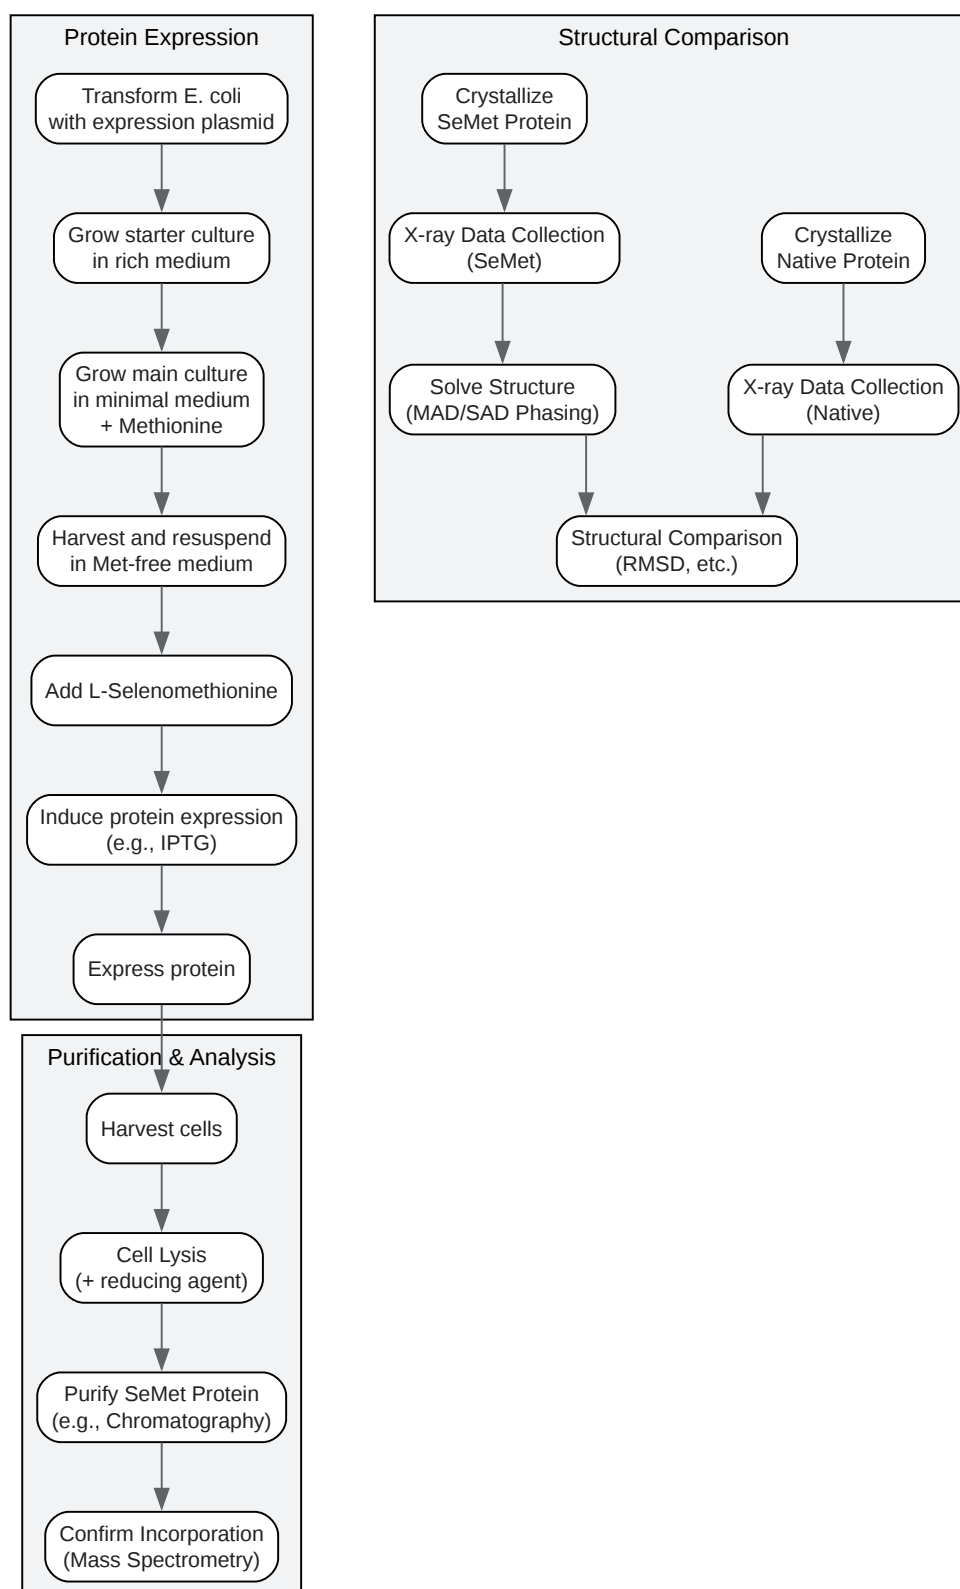 Protein Expression
Transform E. coli
with expression plasmid
Grow starter culture
in rich medium
Grow main culture
in minimal medium
+ Methionine
Harvest and resuspend
in Met-free medium
Add L-Selenomethionine
Induce protein expression
(e.g., IPTG)
Express protein
Purification & Analysis
Harvest cells
Cell Lysis
(+ reducing agent)
Purify SeMet Protein
(e.g., Chromatography)
Confirm Incorporation
(Mass Spectrometry)
Structural Comparison
Crystallize
SeMet Protein
X-ray Data Collection
(SeMet)
Solve Structure
(MAD/SAD Phasing)
Crystallize
Native Protein
X-ray Data Collection
(Native)
Structural Comparison
(RMSD, etc.)